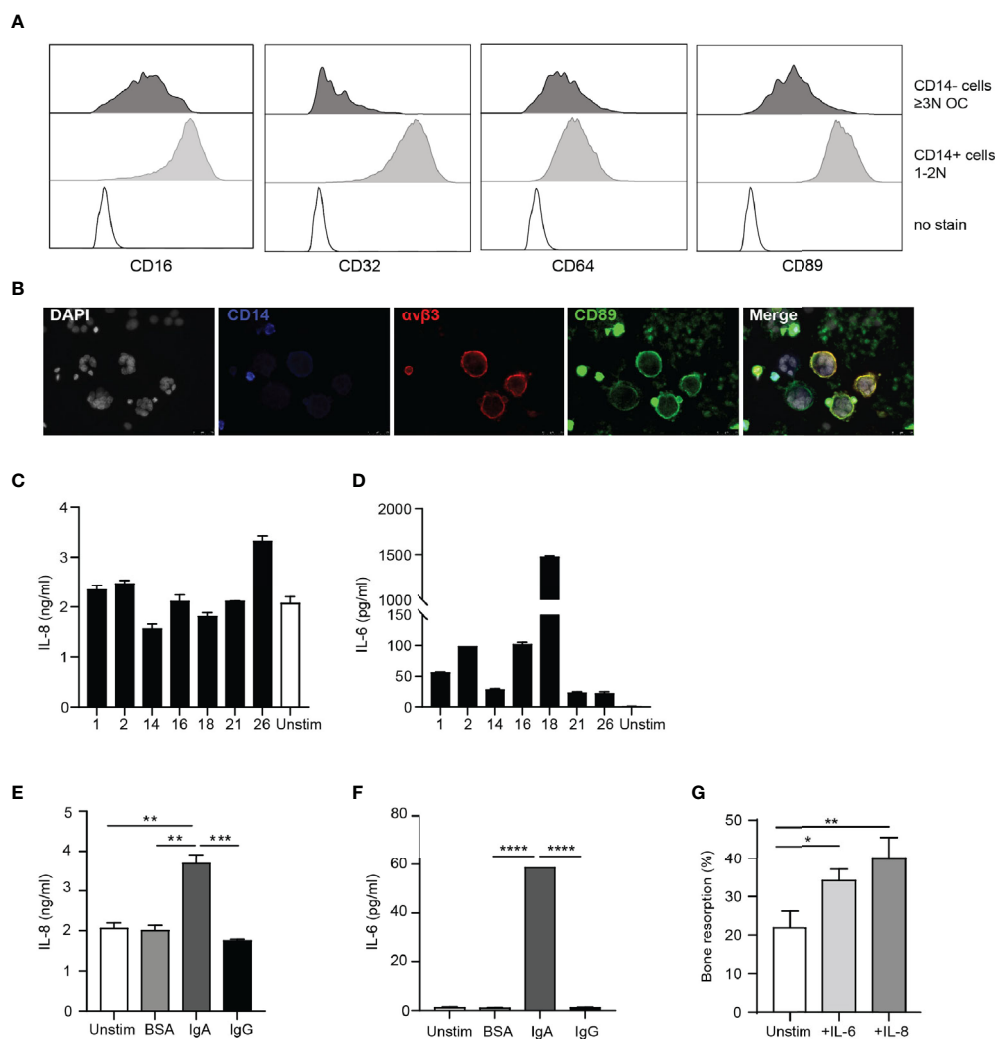 A
CD14- cells
≥3N OC
CD14+ cells
1-2N
no stain
CD16 CD32 CD64 CD89
B
DAPI CD14 αvβ3 CD89 Merge
C
IL-8 (ng/ml)
4
3
2
1
0
1 2 14 16 18 21 26 Unstim
D
IL-6 (pg/ml)
2000
1500
1000
150
100
50
0
1 2 14 16 18 21 26 Unstim
E
IL-8 (ng/ml)
5
4
3
2
1
0
**
** ***
Unstim BSA IgA IgG
F
IL-6 (pg/ml)
80
60
40
20
0
**** ****
Unstim BSA IgA IgG
G
Bone resorption (%)
50
40
30
20
10
0
**
*
Unstim +IL-6 +IL-8